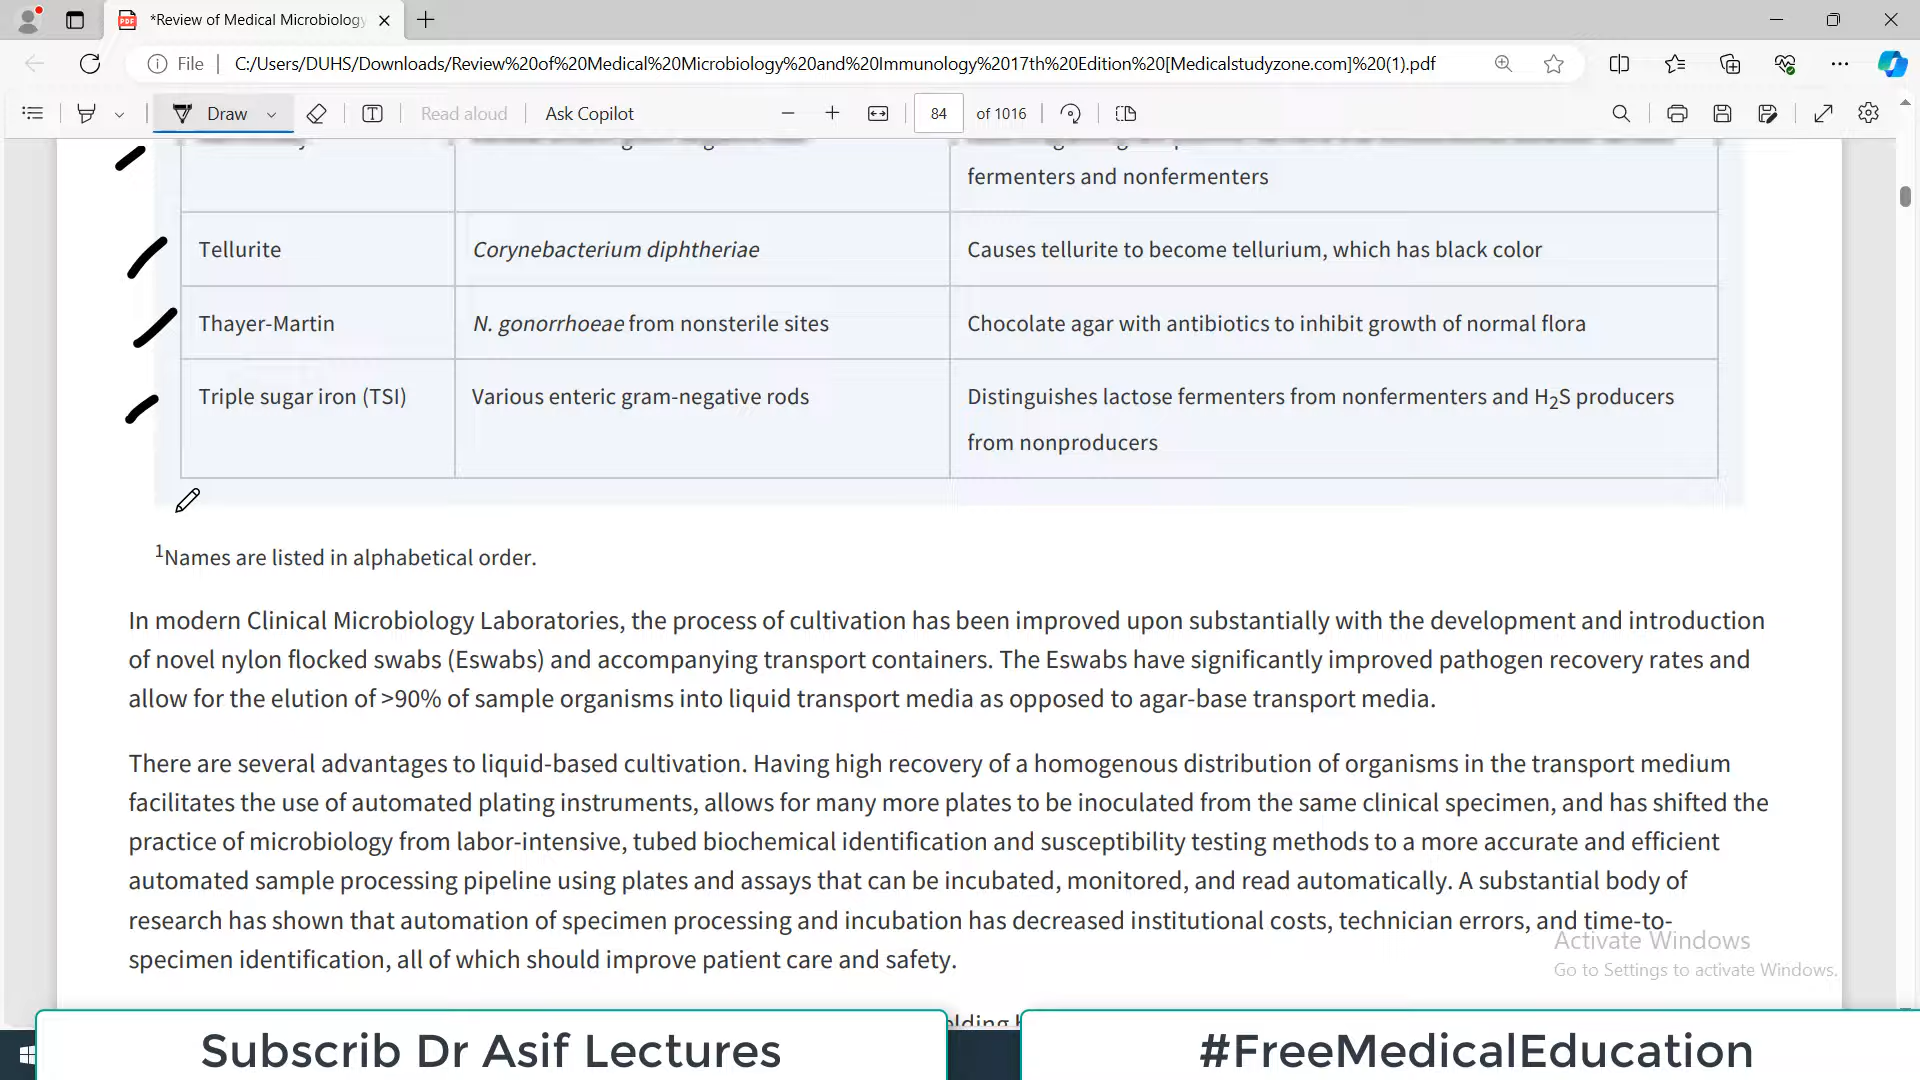 *Review of Medical Microbiology
File
C:/Users/DUHS/Downloads/Review%20of%20Medical%20Microbiology%20and%20Immunology%2017th%20Edition%20[Medicalstudyzone.com]%20(1).pdf
Draw
Read aloud
Ask Copilot
84 of 1016
fermenters and nonfermenters
Tellurite Corynebacterium diphtheriae Causes tellurite to become tellurium, which has black color
Thayer-Martin N. gonorrhoeae from nonsterile sites Chocolate agar with antibiotics to inhibit growth of normal flora
Triple sugar iron (TSI) Various enteric gram-negative rods Distinguishes lactose fermenters from nonfermenters and H₂S producers
from nonproducers
¹Names are listed in alphabetical order.
In modern Clinical Microbiology Laboratories, the process of cultivation has been improved upon substantially with the development and introduction
of novel nylon flocked swabs (Eswabs) and accompanying transport containers. The Eswabs have significantly improved pathogen recovery rates and
allow for the elution of >90% of sample organisms into liquid transport media as opposed to agar-base transport media.
There are several advantages to liquid-based cultivation. Having high recovery of a homogenous distribution of organisms in the transport medium
facilitates the use of automated plating instruments, allows for many more plates to be inoculated from the same clinical specimen, and has shifted the
practice of microbiology from labor-intensive, tubed biochemical identification and susceptibility testing methods to a more accurate and efficient
automated sample processing pipeline using plates and assays that can be incubated, monitored, and read automatically. A substantial body of
research has shown that automation of specimen processing and incubation has decreased institutional costs, technician errors, and time-to-
specimen identification, all of which should improve patient care and safety.
Activate Windows
Go to Settings to activate Windows.
Subscrib Dr Asif Lectures
#FreeMedicalEducation